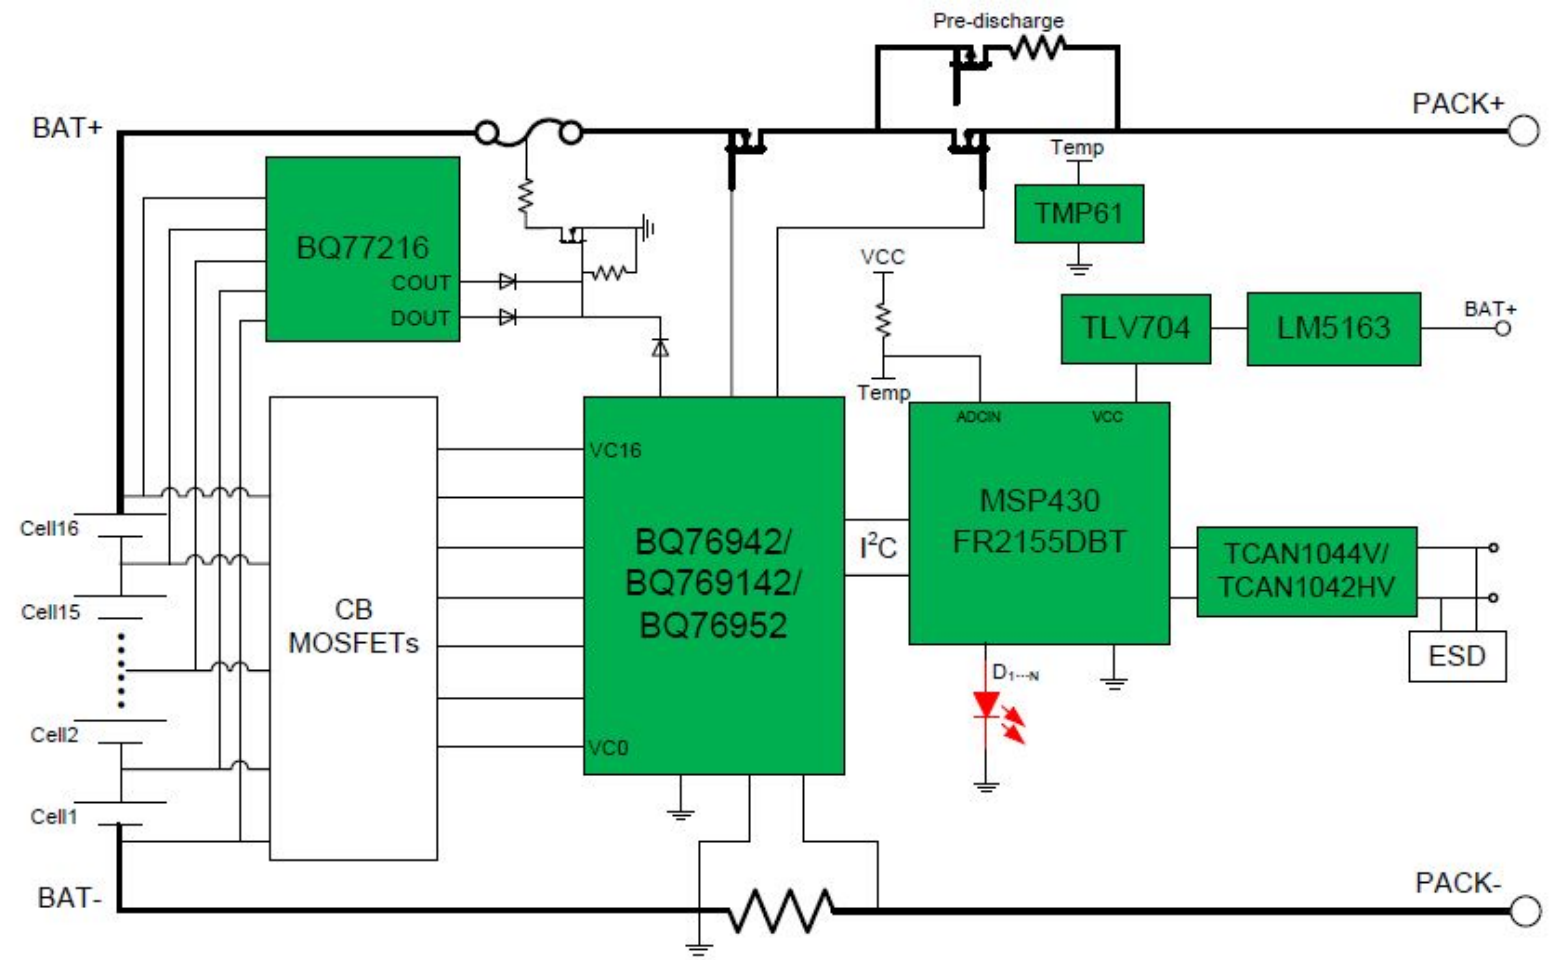 Pre-discharge
PACK+
BAT+
Temp
BQ77216
TMP61
COUT
DOUT
VCC
TLV704
LM5163
BAT+
Temp
ADCIN
VCC
VC16
MSP430
FR2155DBT
Cell16
BQ76942/
BQ769142/
BQ76952
I²C
TCAN1044V/
TCAN1042HV
Cell15
CB
MOSFETs
ESD
D₁...N
Cell2
VC0
Cell1
BAT-
PACK-